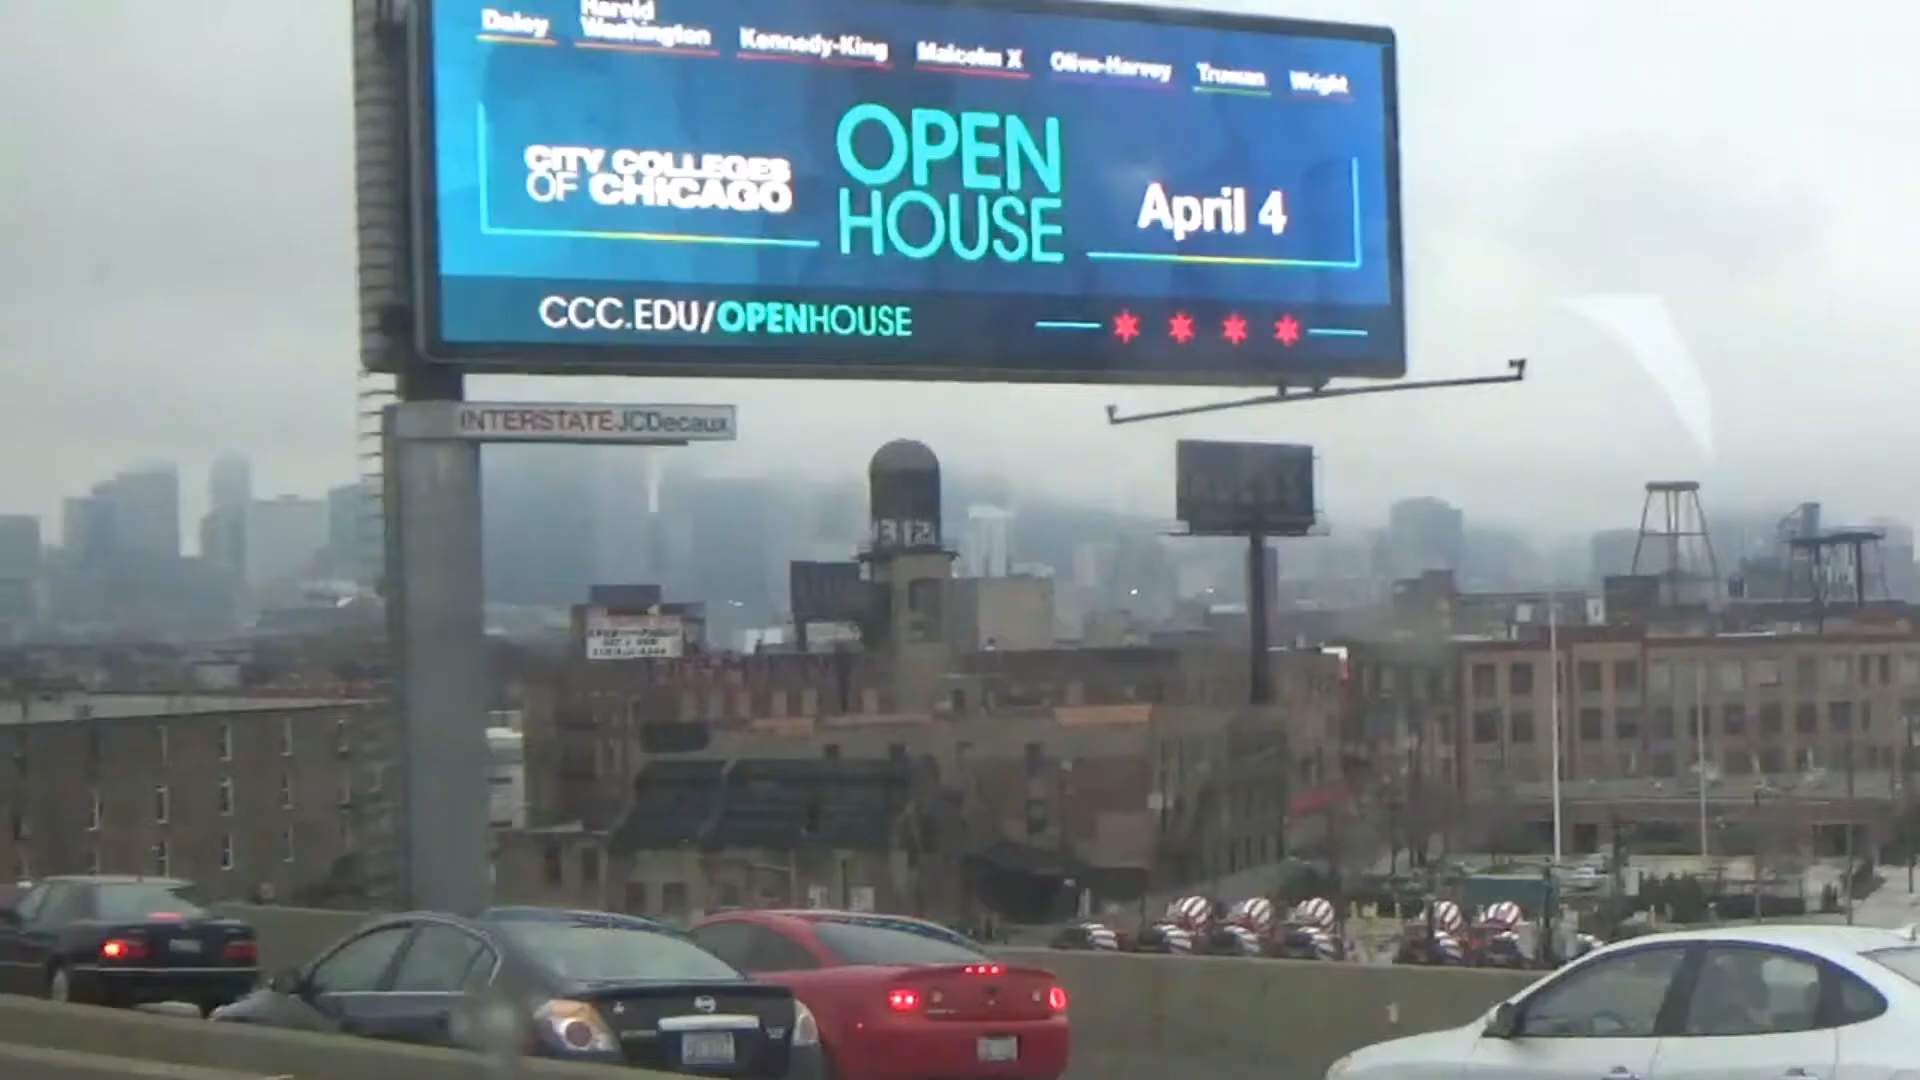 Daley
Harold
Washington
Kennedy-King
Malcolm X
Olive-Harvey
Truman
Wright
CITY COLLEGES
OF CHICAGO
OPEN
HOUSE
April 4
CCC.EDU/OPENHOUSE
INTERSTATE JCDecaux
312